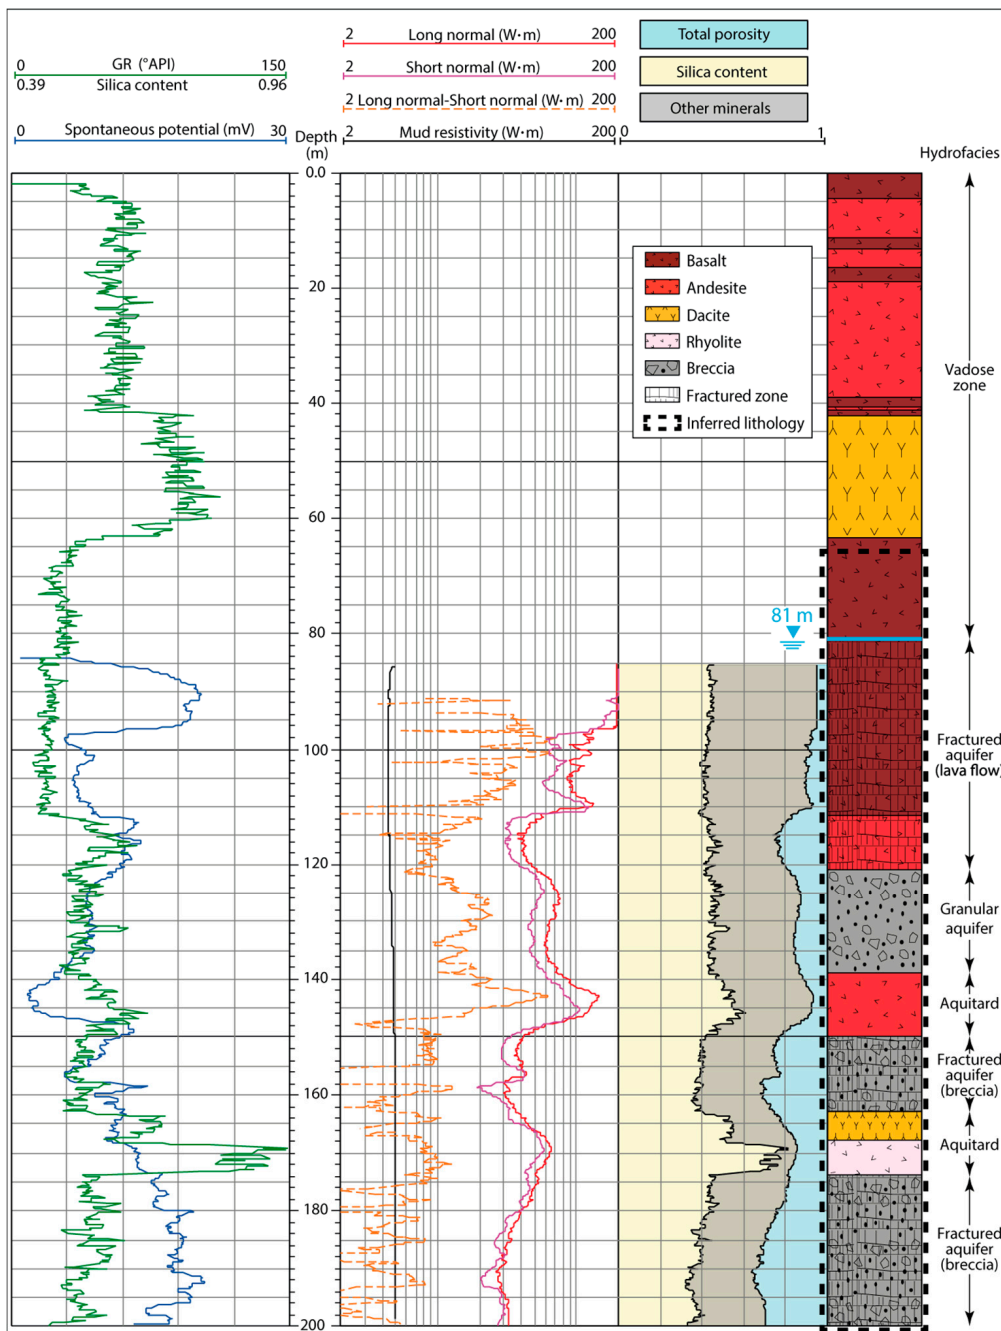 0 GR (°API) 150
0.39 Silica content 0.96
0 Spontaneous potential (mV) 30
Depth
(m)
2 Long normal (W·m) 200
2 Short normal (W·m) 200
2 Long normal-Short normal (W·m) 200
2 Mud resistivity (W·m) 200
Total porosity
Silica content
Other minerals
0 1
Hydrofacies
0.0
20
40
60
80
100
120
140
160
180
200
Basalt
Andesite
Dacite
Rhyolite
Breccia
Fractured zone
Inferred lithology
81 m
Vadose
zone
Fractured
aquifer
(lava flow)
Granular
aquifer
Aquitard
Fractured
aquifer
(breccia)
Aquitard
Fractured
aquifer
(breccia)